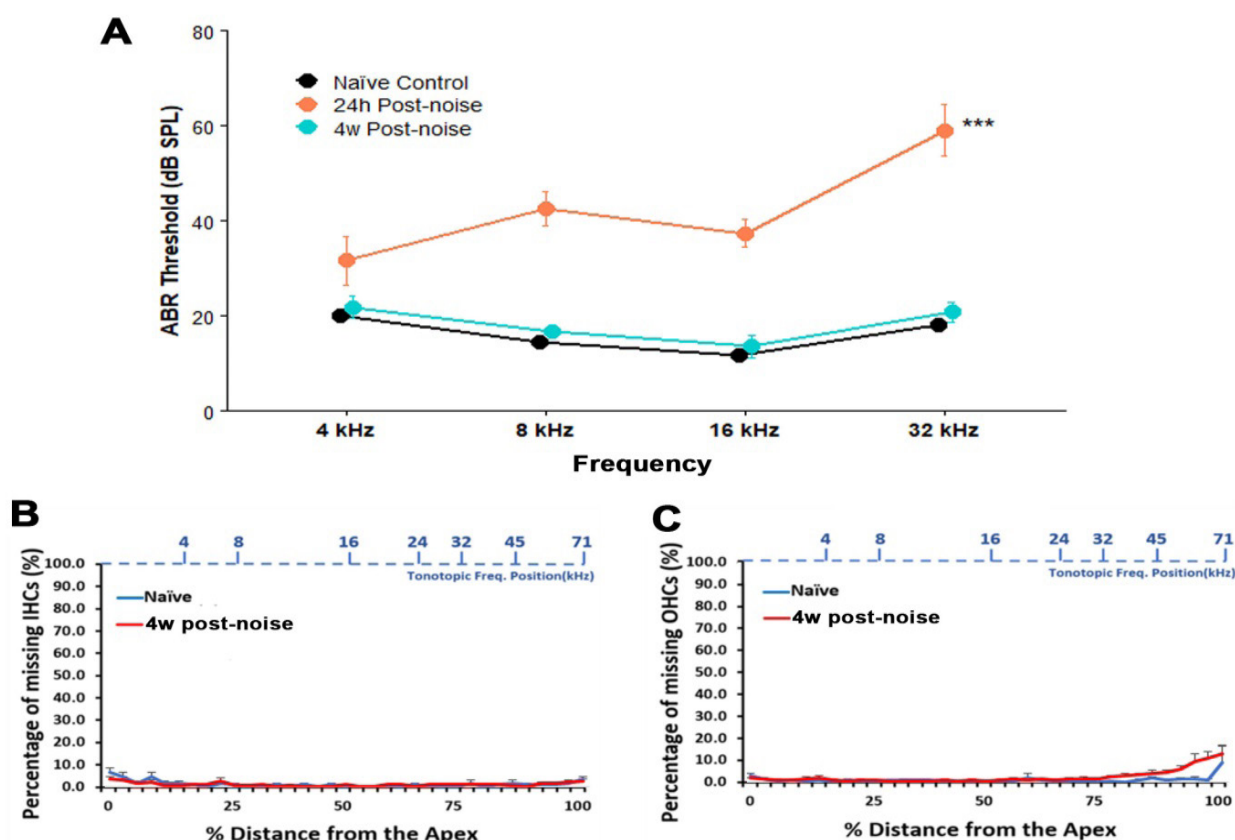 A
80
60
40
20
0
ABR Threshold (dB SPL)
Naïve Control
24h Post-noise
4w Post-noise
***
4 kHz 8 kHz 16 kHz 32 kHz
Frequency
B
4 8 16 24 32 45 71
Tonotopic Freq. Position(kHz)
Percentage of missing IHCs (%)
100.0
90.0
80.0
70.0
60.0
50.0
40.0
30.0
20.0
10.0
0.0
Naïve
4w post-noise
0 25 50 75 100
% Distance from the Apex
C
4 8 16 24 32 45 71
Tonotopic Freq. Position(kHz)
Percentage of missing OHCs (%)
100.0
90.0
80.0
70.0
60.0
50.0
40.0
30.0
20.0
10.0
0.0
Naïve
4w post-noise
0 25 50 75 100
% Distance from the Apex